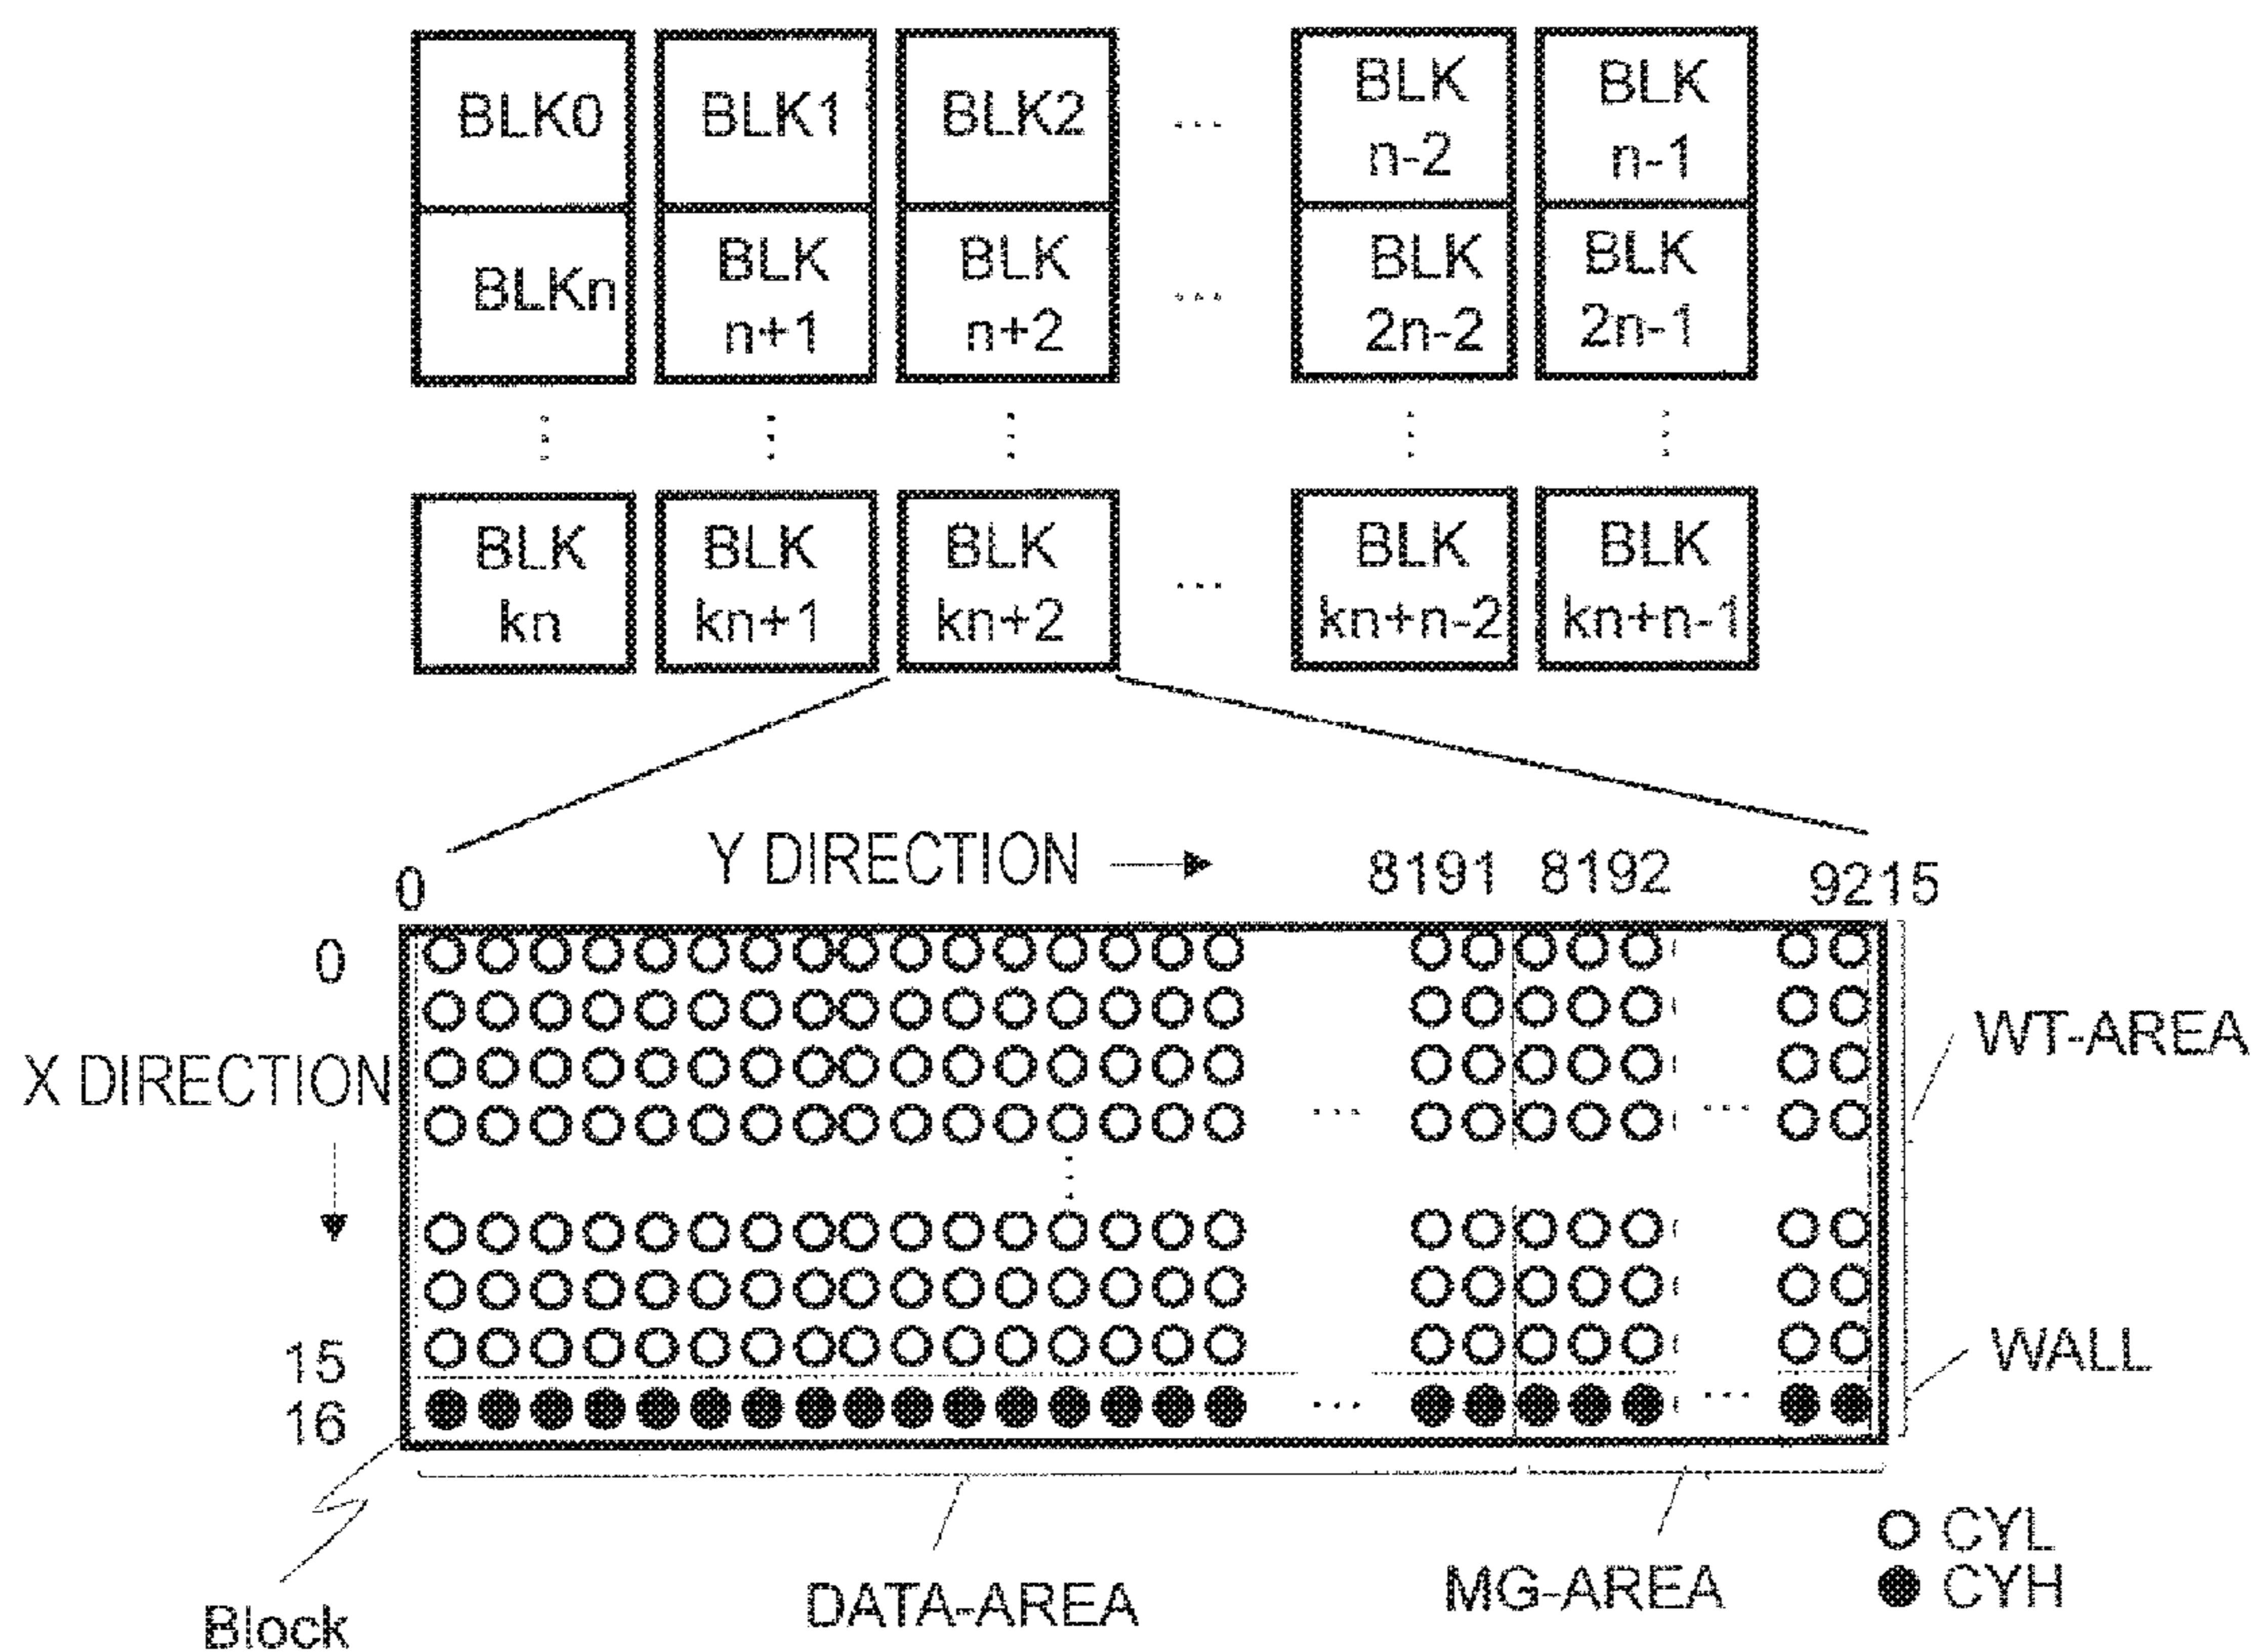 BLK0 BLK1 BLK2 ... BLK n-2 BLK n-1
BLKn BLK n+1 BLK n+2 ... BLK 2n-2 BLK 2n-1
BLK kn BLK kn+1 BLK kn+2 ... BLK kn+n-2 BLK kn+n-1
Y DIRECTION
0 8191 8192 9215
0
X DIRECTION
WT-AREA
... ...
15
WALL
16
... ...
Block
DATA-AREA
MG-AREA
CYL
CYH